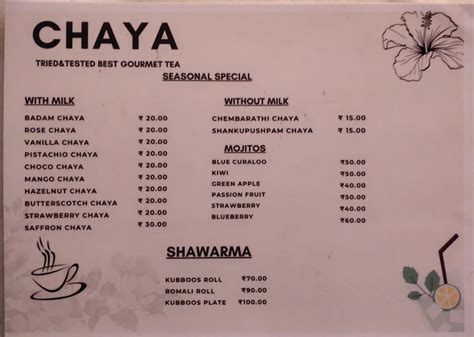 CHAYA
TRIED&TESTED BEST GOURMET TEA
SEASONAL SPECIAL
WITH MILK
BADAM CHAYA ₹ 20.00
ROSE CHAYA ₹ 20.00
VANILLA CHAYA ₹ 20.00
PISTACHIO CHAYA ₹ 20.00
CHOCO CHAYA ₹ 20.00
MANGO CHAYA ₹ 20.00
HAZELNUT CHAYA ₹ 20.00
BUTTERSCOTCH CHAYA ₹ 20.00
STRAWBERRY CHAYA ₹ 20.00
SAFFRON CHAYA ₹ 30.00
WITHOUT MILK
CHEMBARATHI CHAYA ₹ 15.00
SHANKUPUSHPAM CHAYA ₹ 15.00
MOJITOS
BLUE CURALOO ₹50.00
KIWI ₹50.00
GREEN APPLE ₹40.00
PASSION FRUIT ₹50.00
STRAWBERRY ₹40.00
BLUEBERRY ₹60.00
SHAWARMA
KUBBOOS ROLL ₹70.00
ROMALI ROLL ₹90.00
KUBBOOS PLATE ₹100.00